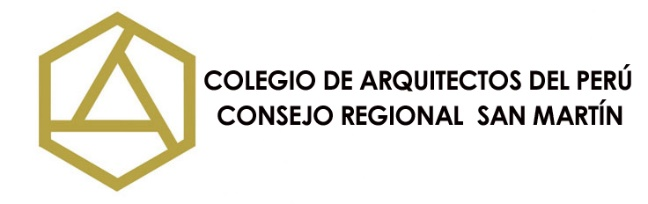 COLEGIO DE ARQUITECTOS DEL PERÚ
CONSEJO REGIONAL SAN MARTÍN